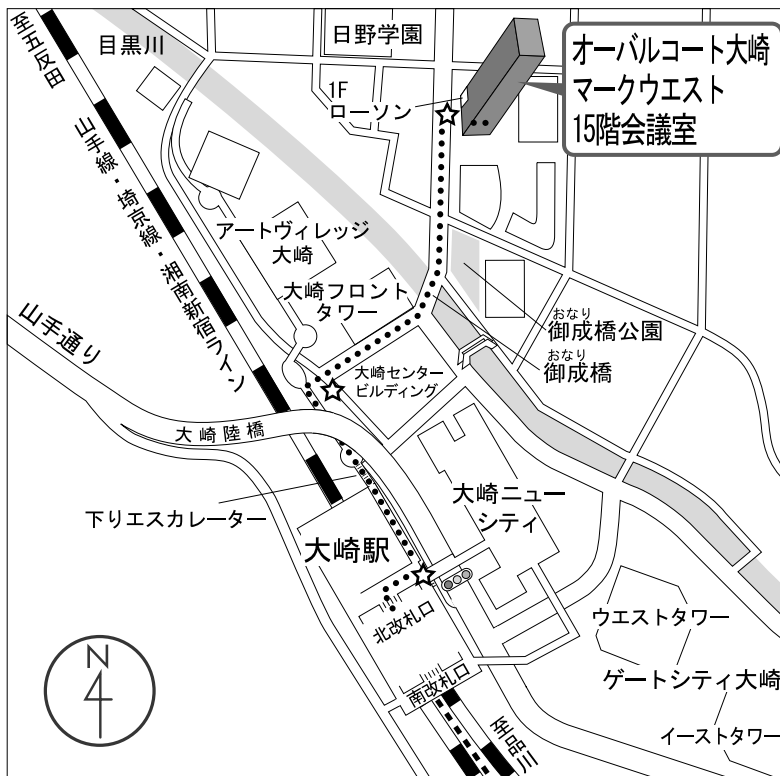 至五反田
目黒川
日野学園
1F
ローソン
オーバルコート大崎
マークウエスト
15階会議室
山手線・埼京線・湘南新宿ライン
アートヴィレッジ
大崎
大崎フロント
タワー
おなり
御成橋公園
おなり
御成橋
山手通り
大崎センター
ビルディング
大崎陸橋
大崎ニュー
シティ
下りエスカレーター
大崎駅
北改札口
ウエストタワー
ゲートシティ大崎
南改札口
イーストタワー
至品川
N